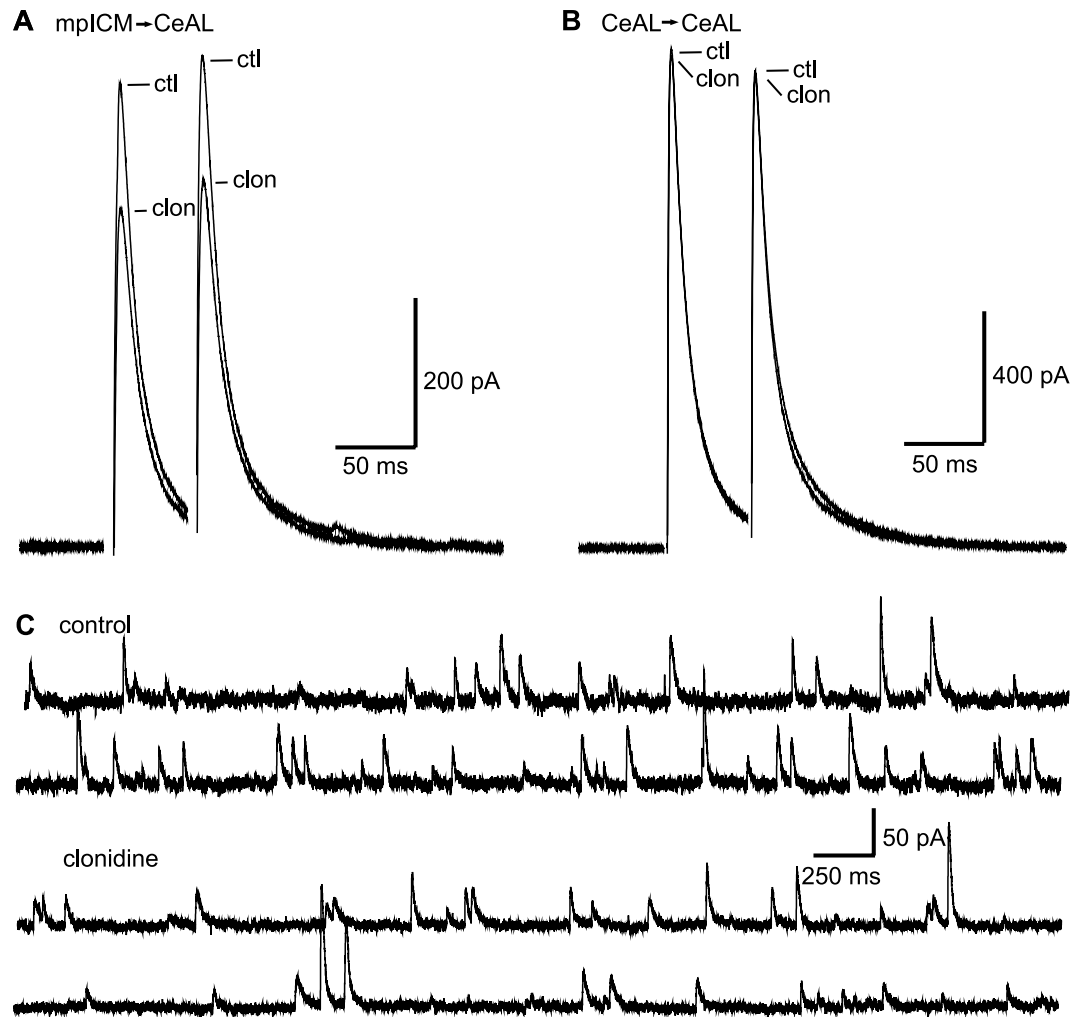 A mpICM→CeAL
ctl
ctl
clon
clon
200 pA
50 ms
B CeAL→CeAL
ctl
clon
ctl
clon
400 pA
50 ms
C control
50 pA
250 ms
clonidine